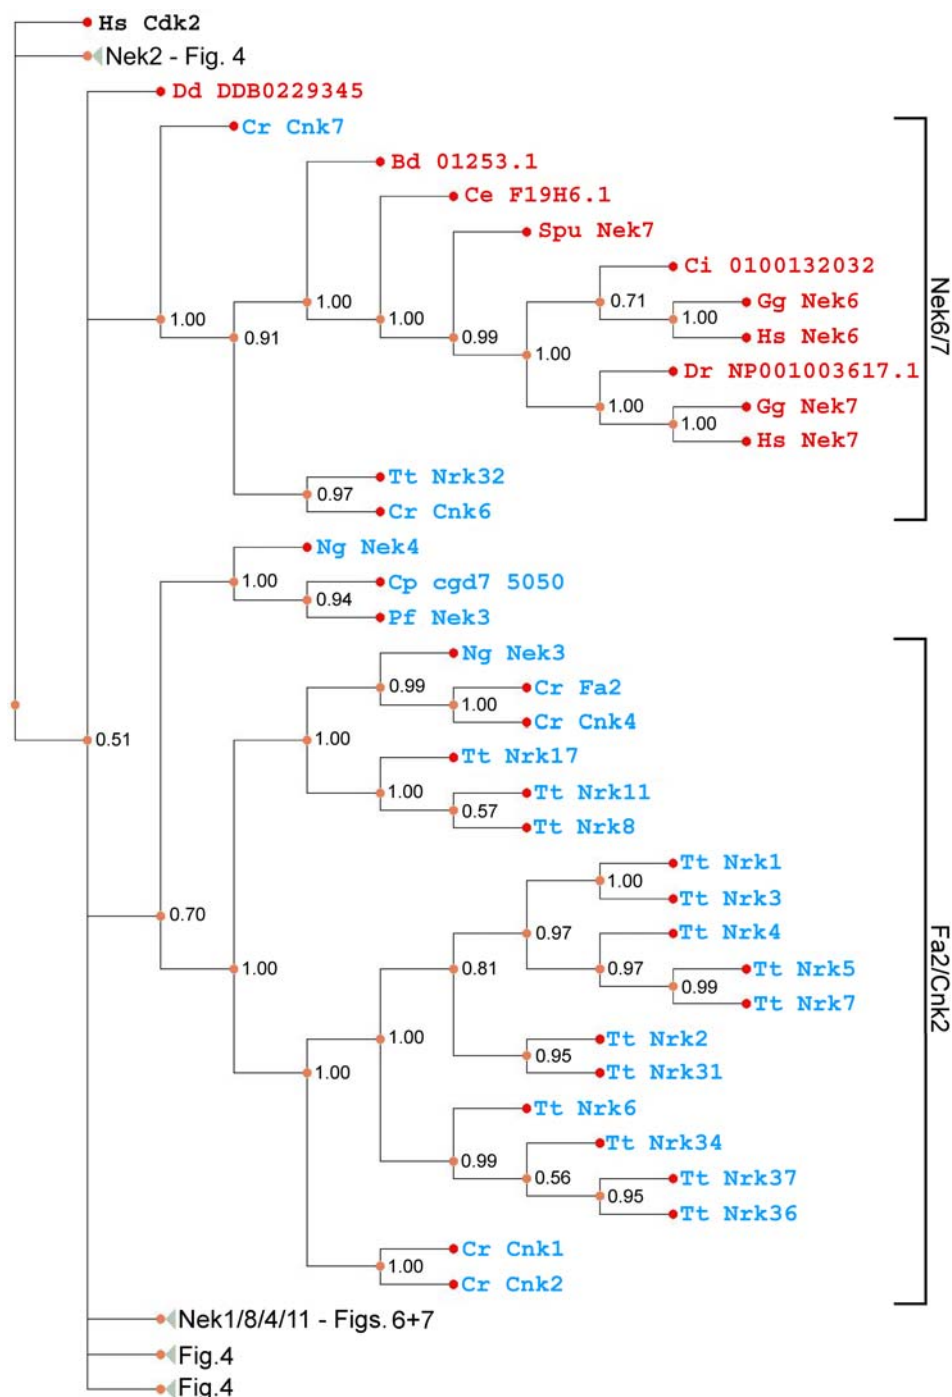 Hs Cdk2
Nek2 - Fig. 4
Dd DDB0229345
Cr Cnk7
Bd 01253.1
Ce F19H6.1
Spu Nek7
Ci 0100132032
1.00
0.71
Gg Nek6
1.00
1.00
1.00
Hs Nek6
0.91
0.99
1.00
Dr NP001003617.1
1.00
Gg Nek7
1.00
Hs Nek7
Nek6/7
Tt Nrk32
0.97
Cr Cnk6
Ng Nek4
1.00
Cp cgd7 5050
0.94
Pf Nek3
Ng Nek3
0.99
Cr Fa2
1.00
Cr Cnk4
0.51
1.00
Tt Nrk17
1.00
Tt Nrk11
0.57
Tt Nrk8
Tt Nrk1
1.00
Tt Nrk3
0.70
0.97
Tt Nrk4
1.00
0.81
0.97
Tt Nrk5
0.99
Tt Nrk7
Fa2/Cnk2
1.00
Tt Nrk2
0.95
1.00
Tt Nrk31
Tt Nrk6
Tt Nrk34
0.99
0.56
Tt Nrk37
0.95
Tt Nrk36
Cr Cnk1
1.00
Cr Cnk2
Nek1/8/4/11 - Figs. 6+7
Fig.4
Fig.4